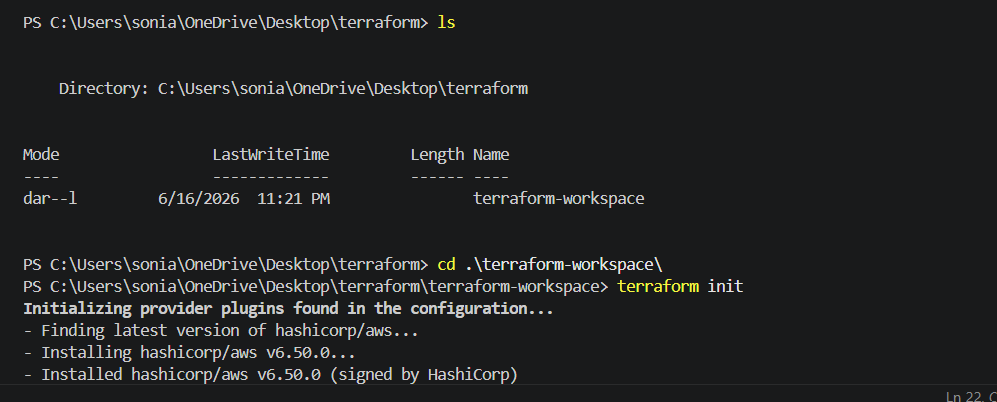 PS C:\Users\sonia\OneDrive\Desktop\terraform> ls
Directory: C:\Users\sonia\OneDrive\Desktop\terraform
Mode LastWriteTime Length Name
---- ------------- ------ ----
dar--l 6/16/2026 11:21 PM terraform-workspace
PS C:\Users\sonia\OneDrive\Desktop\terraform> cd .\terraform-workspace\
PS C:\Users\sonia\OneDrive\Desktop\terraform\terraform-workspace> terraform init
Initializing provider plugins found in the configuration...
- Finding latest version of hashicorp/aws...
- Installing hashicorp/aws v6.50.0...
- Installed hashicorp/aws v6.50.0 (signed by HashiCorp)
Ln 22,